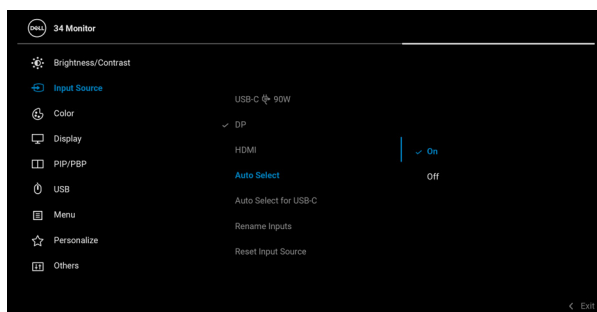 DELL 34 Monitor
Brightness/Contrast
Input Source
Color
Display
PIP/PBP
USB
Menu
Personalize
Others
USB-C 90W
DP
HDMI
Auto Select
Auto Select for USB-C
Rename Inputs
Reset Input Source
On
Off
Exit